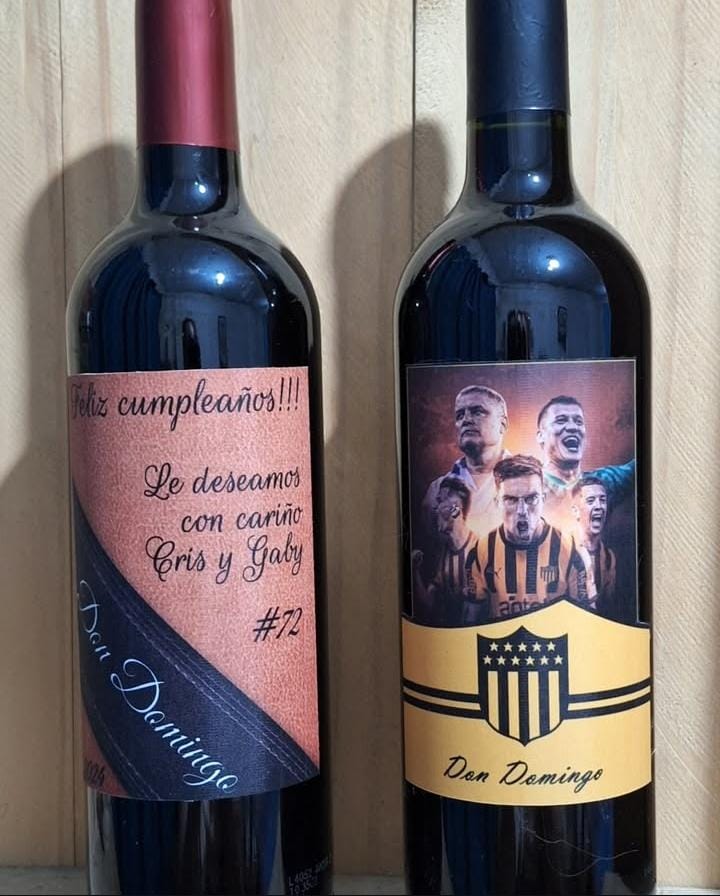 Feliz cumpleaños!!!
Le deseamos
con cariño
Cris y Gaby
#72
Don Domingo
Don Domingo